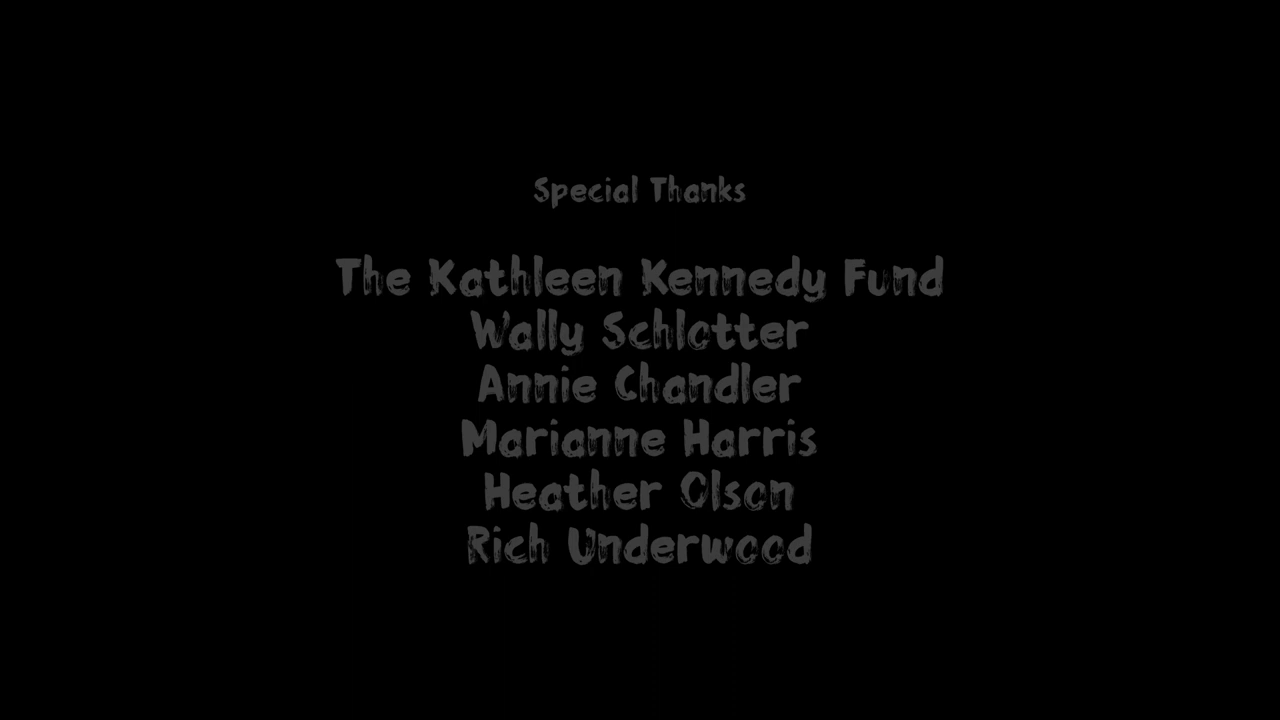 Special Thanks
The Kathleen Kennedy Fund
Wally Schlotter
Annie Chandler
Marianne Harris
Heather Olson
Rich Underwood